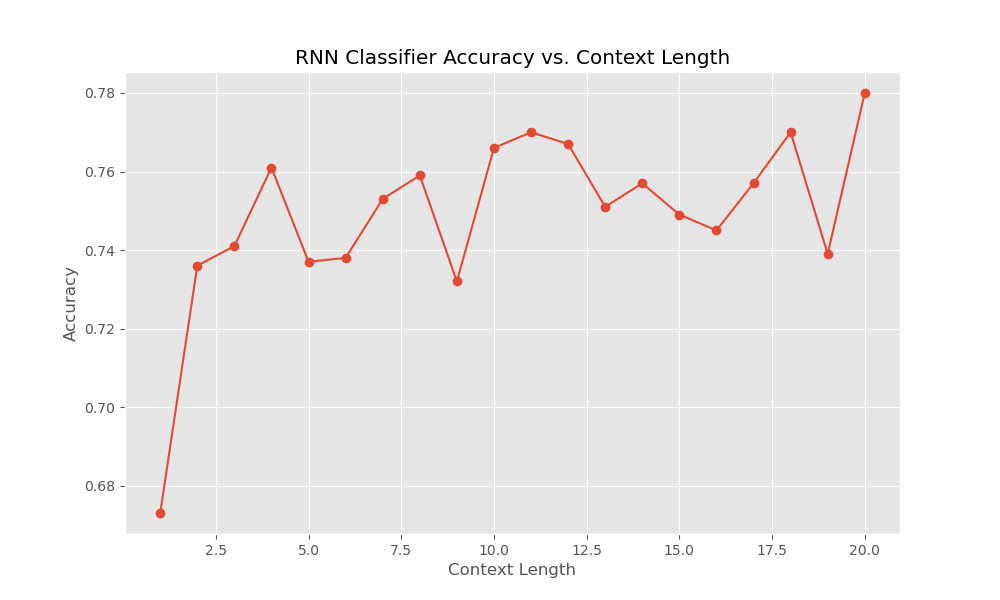 RNN Classifier Accuracy vs. Context Length
0.78
0.76
0.74
0.72
0.70
0.68
Accuracy
2.5 5.0 7.5 10.0 12.5 15.0 17.5 20.0
Context Length